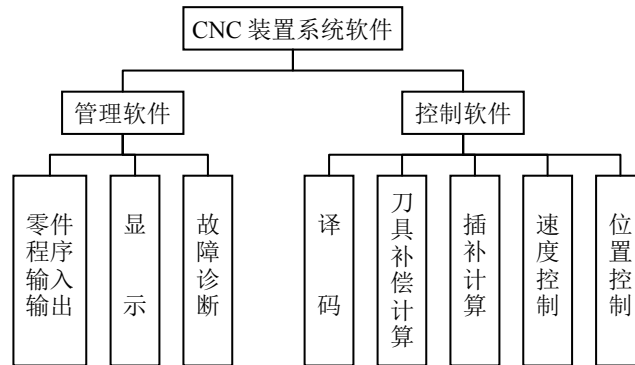 CNC 装置系统软件
管理软件
控制软件
零件
程序
输入
输出
显示
故障诊断
译码
刀具补偿计算
插补计算
速度控制
位置控制